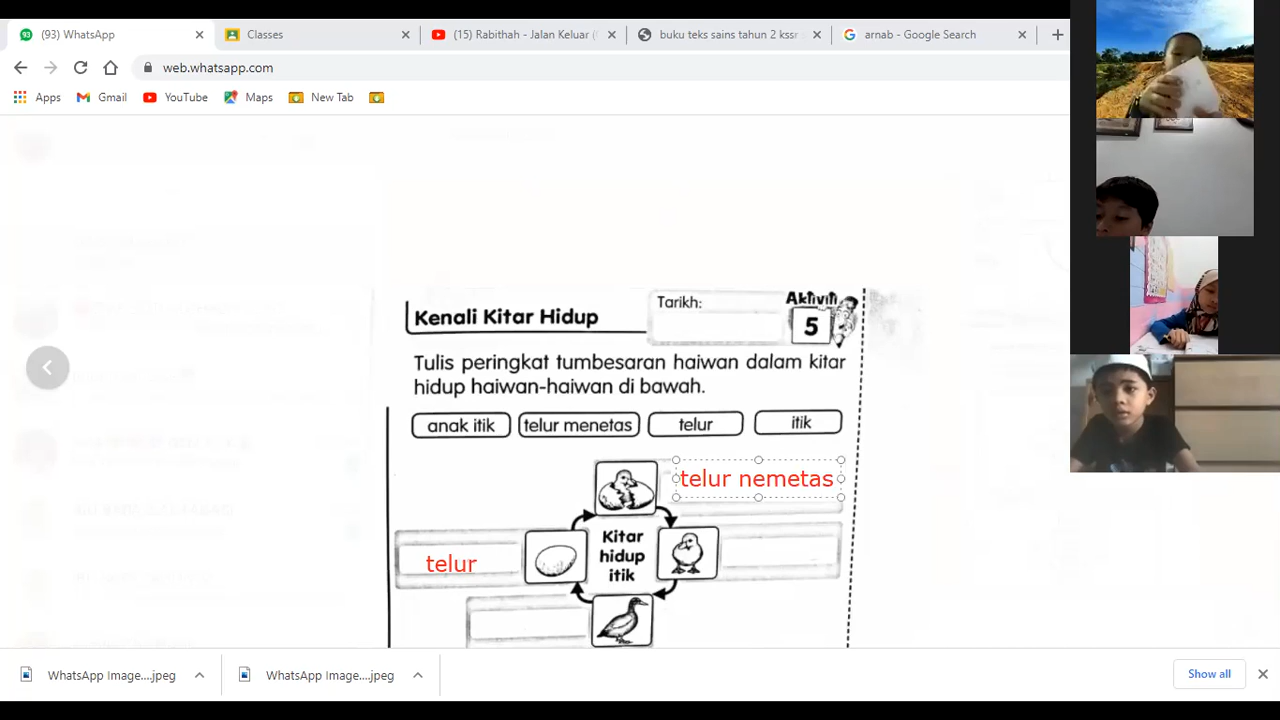 (93) WhatsApp
Classes
(15) Rabithah - Jalan Keluar (
buku teks sains tahun 2 kssr
arnab - Google Search
web.whatsapp.com
Apps
Gmail
YouTube
Maps
New Tab
Kenali Kitar Hidup
Tarikh:
Aktiviti
5
Tulis peringkat tumbesaran haiwan dalam kitar
hidup haiwan-haiwan di bawah.
anak itik
telur menetas
telur
itik
telur nemetas
Kitar
hidup
itik
telur
WhatsApp Image....jpeg
WhatsApp Image....jpeg
Show all